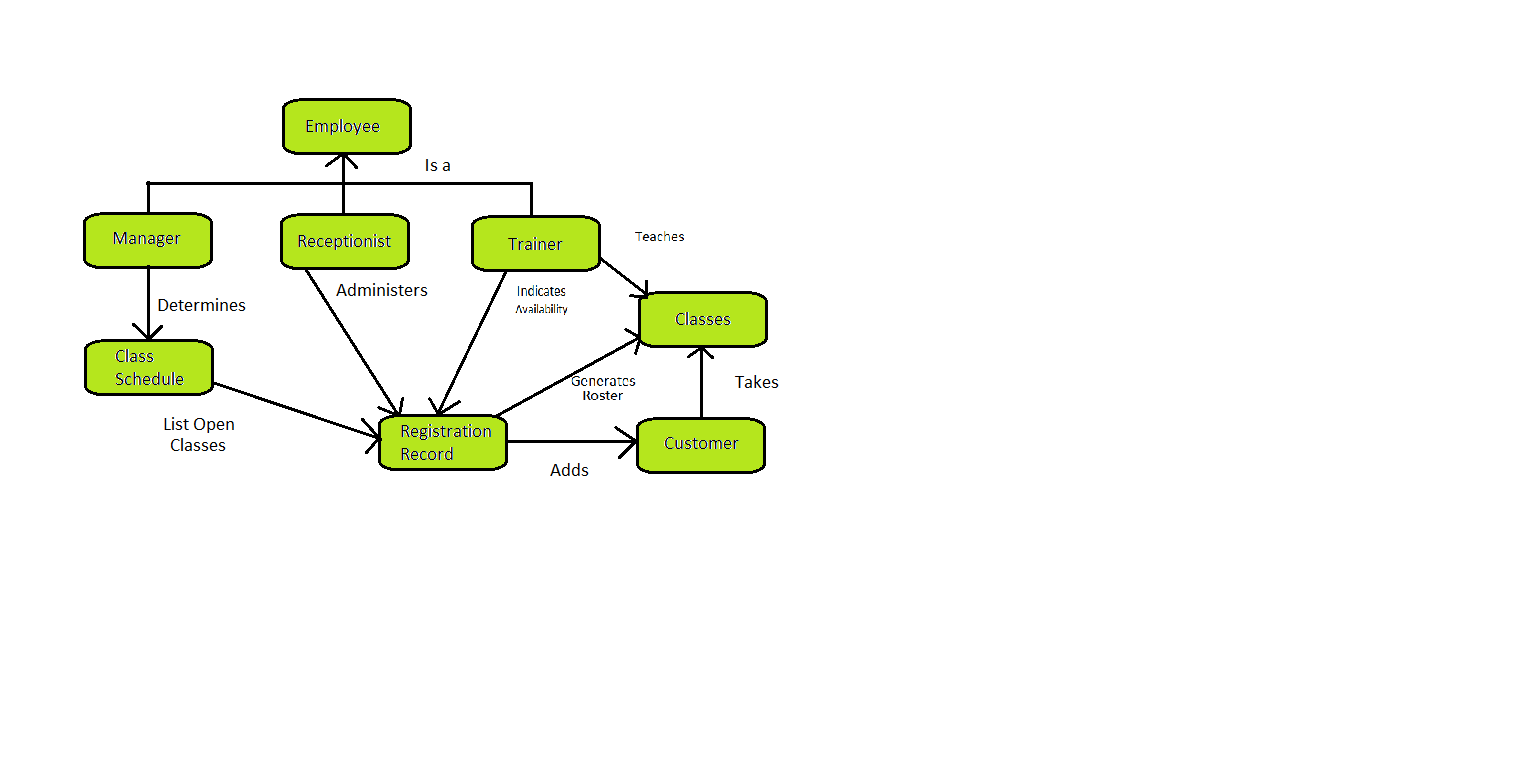 Employee
Is a
Manager
Receptionist
Trainer
Teaches
Determines
Administers
Indicates
Availability
Classes
Class
Schedule
Generates
Roster
Takes
List Open
Classes
Registration
Record
Customer
Adds